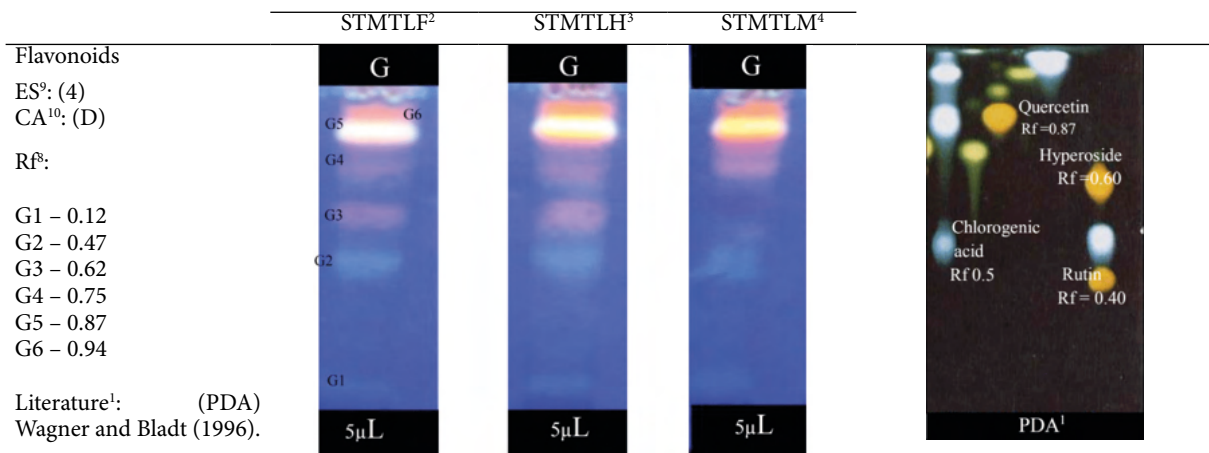 STMTLF² STMTLH³ STMTLM⁴
Flavonoids
ES⁹: (4)
CA¹⁰: (D)
Rf⁸:
G1 – 0.12
G2 – 0.47
G3 – 0.62
G4 – 0.75
G5 – 0.87
G6 – 0.94
Literature¹: (PDA)
Wagner and Bladt (1996).
G
G6
G5
G4
G3
G2
G1
5µL
G
5µL
G
5µL
Quercetin
Rf =0.87
Hyperoside
Rf =0.60
Chlorogenic
acid
Rf 0.5
Rutin
Rf = 0.40
PDA¹